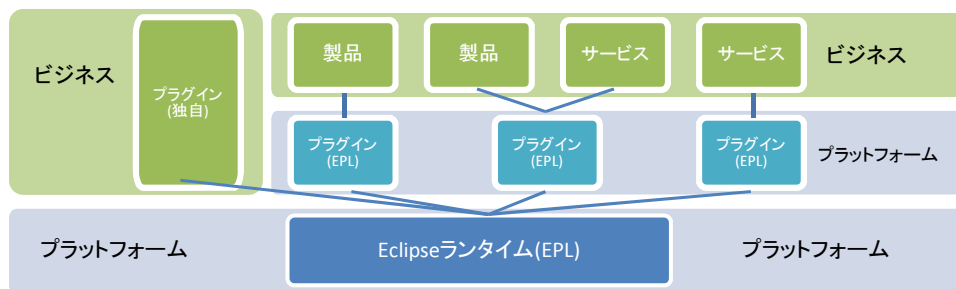 ビジネス
プラグイン
(独自)
製品
製品
サービス
サービス
ビジネス
プラグイン
(EPL)
プラグイン
(EPL)
プラグイン
(EPL)
プラットフォーム
プラットフォーム
Eclipseランタイム(EPL)
プラットフォーム